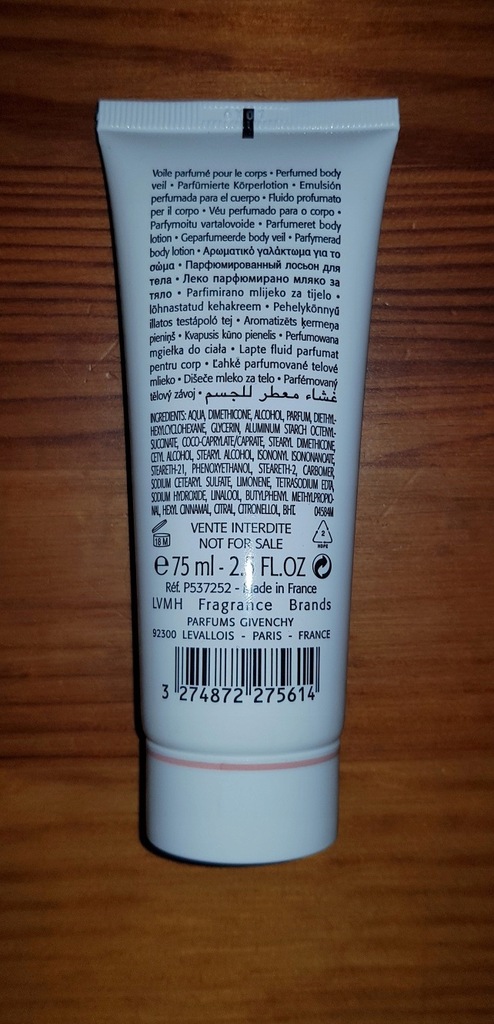 Voile parfumé pour le corps • Perfumed body
veil • Parfümierte Körperlotion • Emulsión
perfumada para el cuerpo • Fluido profumato
per il corpo • Véu perfumado para o corpo •
Parfymoitu vartalovoide • Parfumeret body
lotion • Geparfumeerde body veil • Parfymerad
body lotion • Αρωματικό γαλάκτωμα για το
σώμα • Парфюмированный лосьон для
тела • Леко парфюмирано мляко за
тяло • Parfimirano mlijeko za tijelo •
lõhnastatud kehakreem • Pehelykönnyű
illatos testápoló tej • Aromatizēts ķermeņa
pieniņš • Kvapusis kūno pienelis • Perfumowana
mgiełka do ciała • Lapte fluid parfumat
pentru corp • Ľahké parfumované telové
mlieko • Dišeče mleko za telo • Parfémovaný
tělový závoj • غشاء معطر للجسم
INGREDIENTS: AQUA, DIMETHICONE, ALCOHOL, PARFUM, DIETHYL-
HEXYLCYCLOHEXANE, GLYCERIN, ALUMINUM STARCH OCTENYL-
SUCCINATE, COCO-CAPRYLATE/CAPRATE, STEARYL DIMETHICONE,
CETYL ALCOHOL, STEARYL ALCOHOL, ISONONYL ISONONANOATE,
STEARETH-21, PHENOXYETHANOL, STEARETH-2, CARBOMER,
SODIUM CETEARYL SULFATE, LIMONENE, TETRASODIUM EDTA,
SODIUM HYDROXIDE, LINALOOL, BUTYLPHENYL METHYLPROPIO-
NAL, HEXYL CINNAMAL, CITRAL, CITRONELLOL, BHT. 04584M
18 M
VENTE INTERDITE
NOT FOR SALE
2
HDPE
e 75 ml - 2.5 FL.OZ
Réf. P537252 - Made in France
LVMH Fragrance Brands
PARFUMS GIVENCHY
92300 LEVALLOIS - PARIS - FRANCE
3 274872 275614